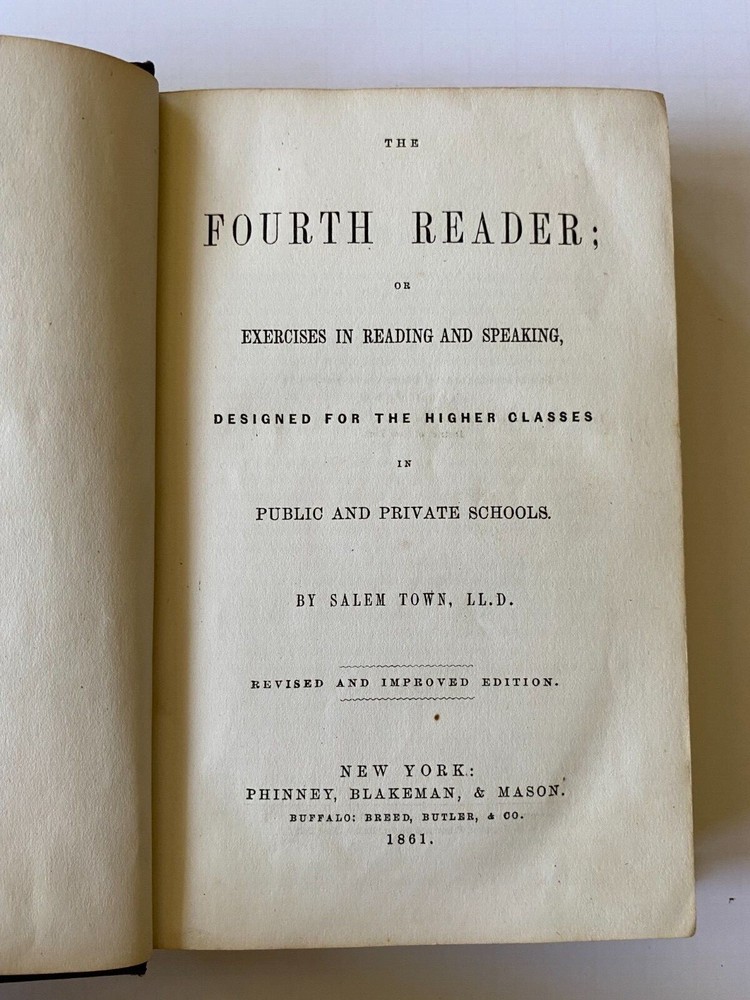 THE
FOURTH READER;
OR
EXERCISES IN READING AND SPEAKING,
DESIGNED FOR THE HIGHER CLASSES
IN
PUBLIC AND PRIVATE SCHOOLS.
BY SALEM TOWN, LL.D.
REVISED AND IMPROVED EDITION.
NEW YORK:
PHINNEY, BLAKEMAN, & MASON.
BUFFALO: BREED, BUTLER, & CO.
1861.